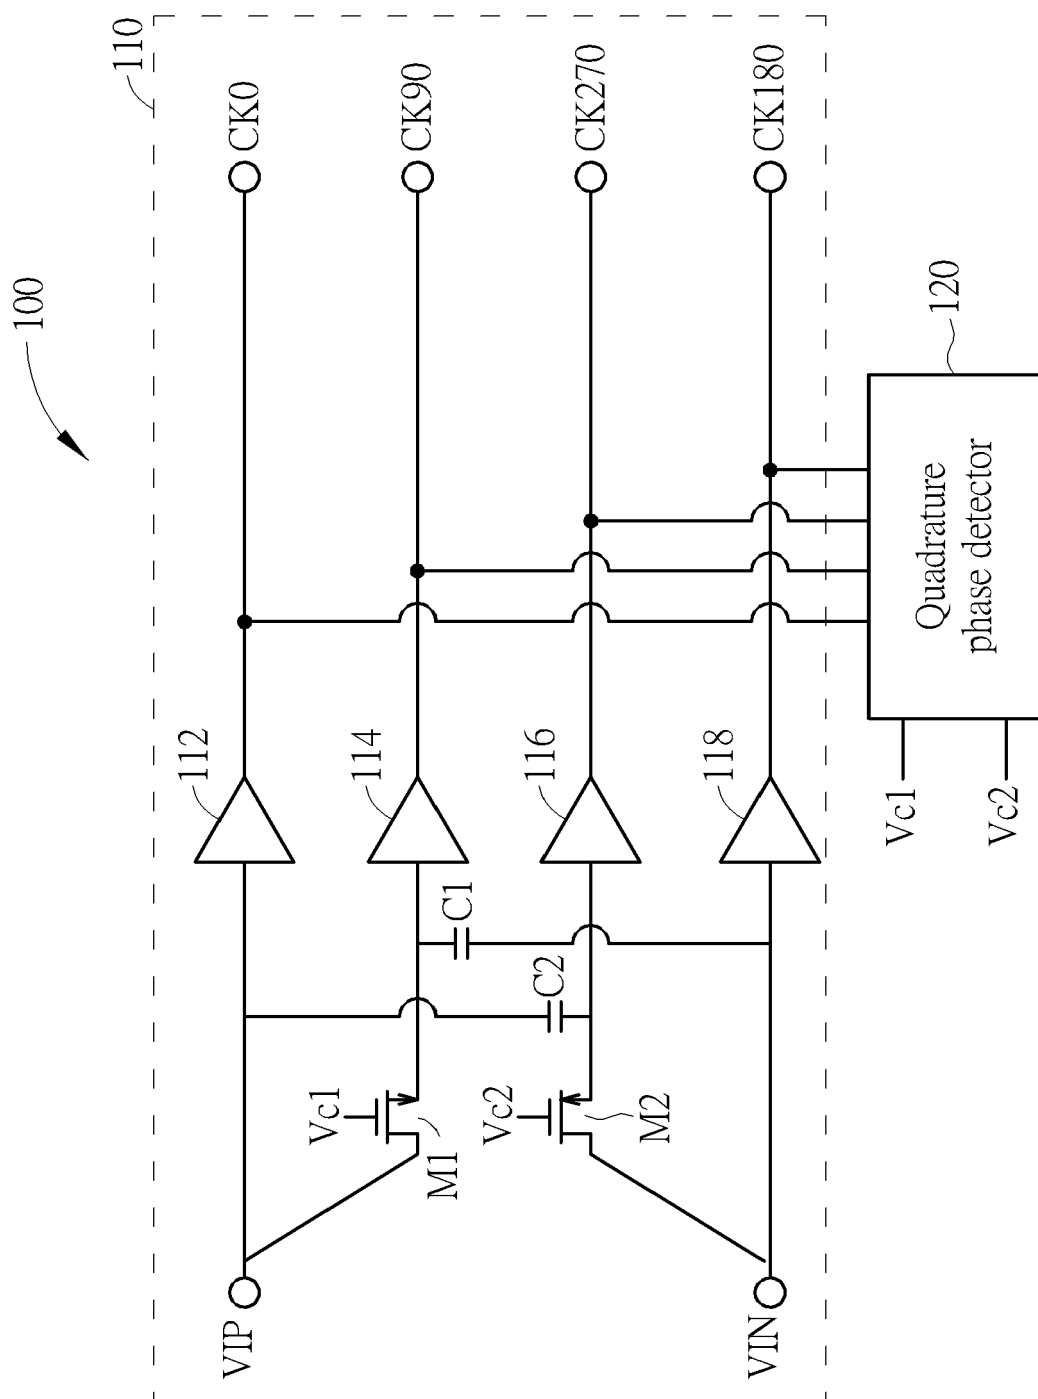 100
110
VIP
VIN
Vc1
M1
Vc2
M2
C2
C1
112
114
116
118
CK0
CK90
CK270
CK180
Vc1
Vc2
Quadrature
phase detector
120